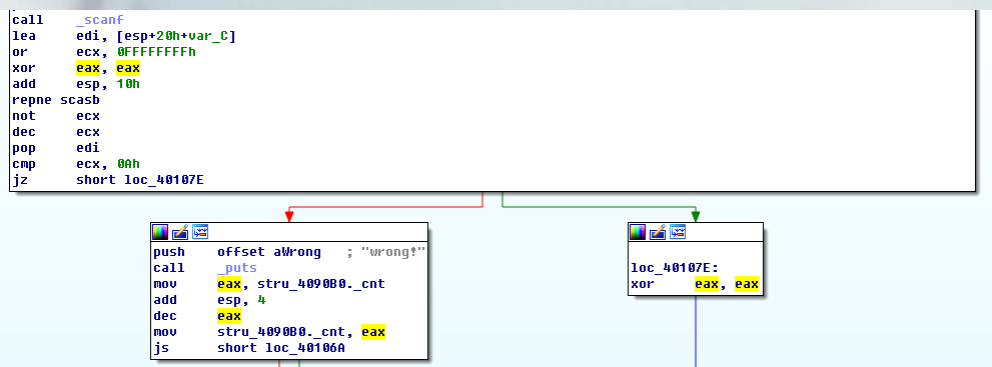 call _scanf
lea edi, [esp+20h+var_C]
or ecx, 0FFFFFFFFh
xor eax, eax
add esp, 10h
repne scasb
not ecx
dec ecx
pop edi
cmp ecx, 0Ah
jz short loc_40107E
push offset aWrong ; "wrong!"
call _puts
mov eax, stru_4090B0._cnt
add esp, 4
dec eax
mov stru_4090B0._cnt, eax
js short loc_40106A
loc_40107E:
xor eax, eax